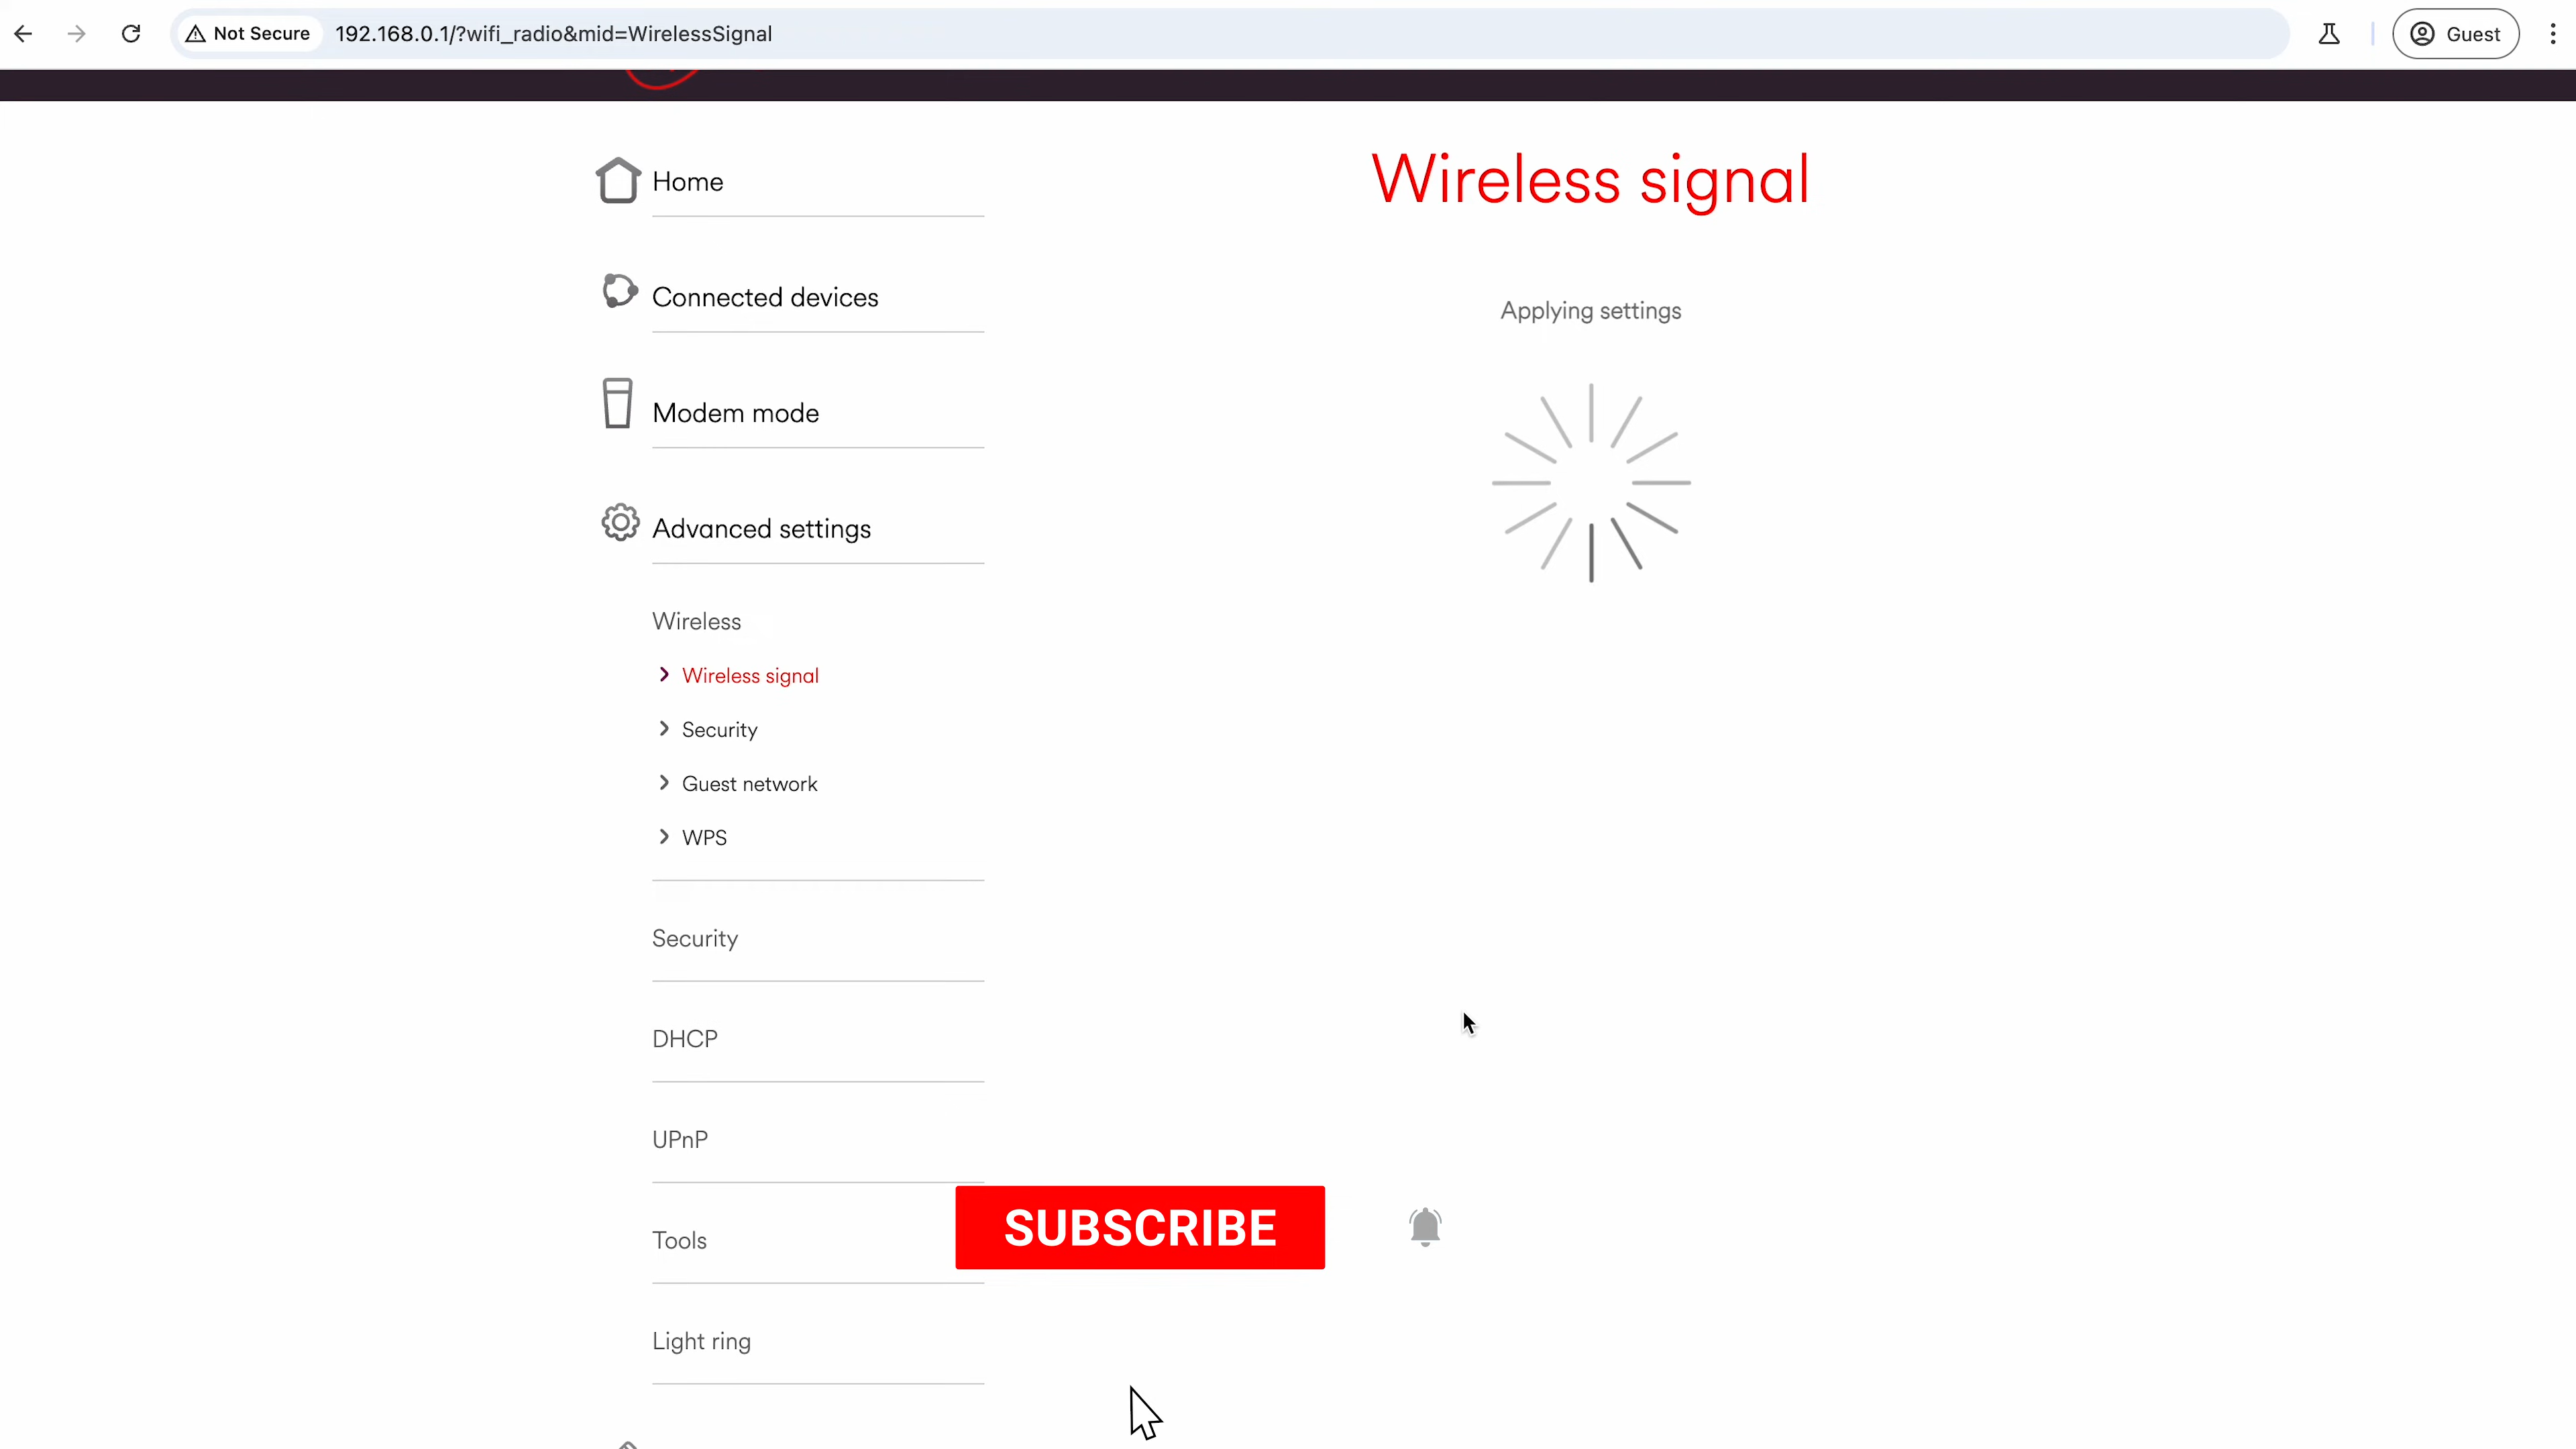 Not Secure
192.168.0.1/?wifi_radio&mid=WirelessSignal
Guest
Home
Connected devices
Modem mode
Advanced settings
Wireless
Wireless signal
Security
Guest network
WPS
Security
DHCP
UPnP
Tools
Light ring
Wireless signal
Applying settings
SUBSCRIBE